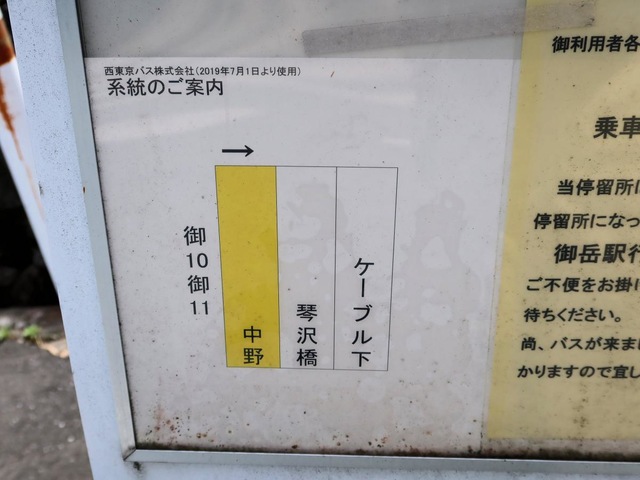 西東京バス株式会社（2019年7月1日より使用）
系統のご案内
→
御10御11
中野
琴沢橋
ケーブル下
御利用者各
乗車
当停留所に
停留所になっ
御岳駅行
ご不便をお掛け
待ちください。
尚、バスが来まし
かりますので宜し